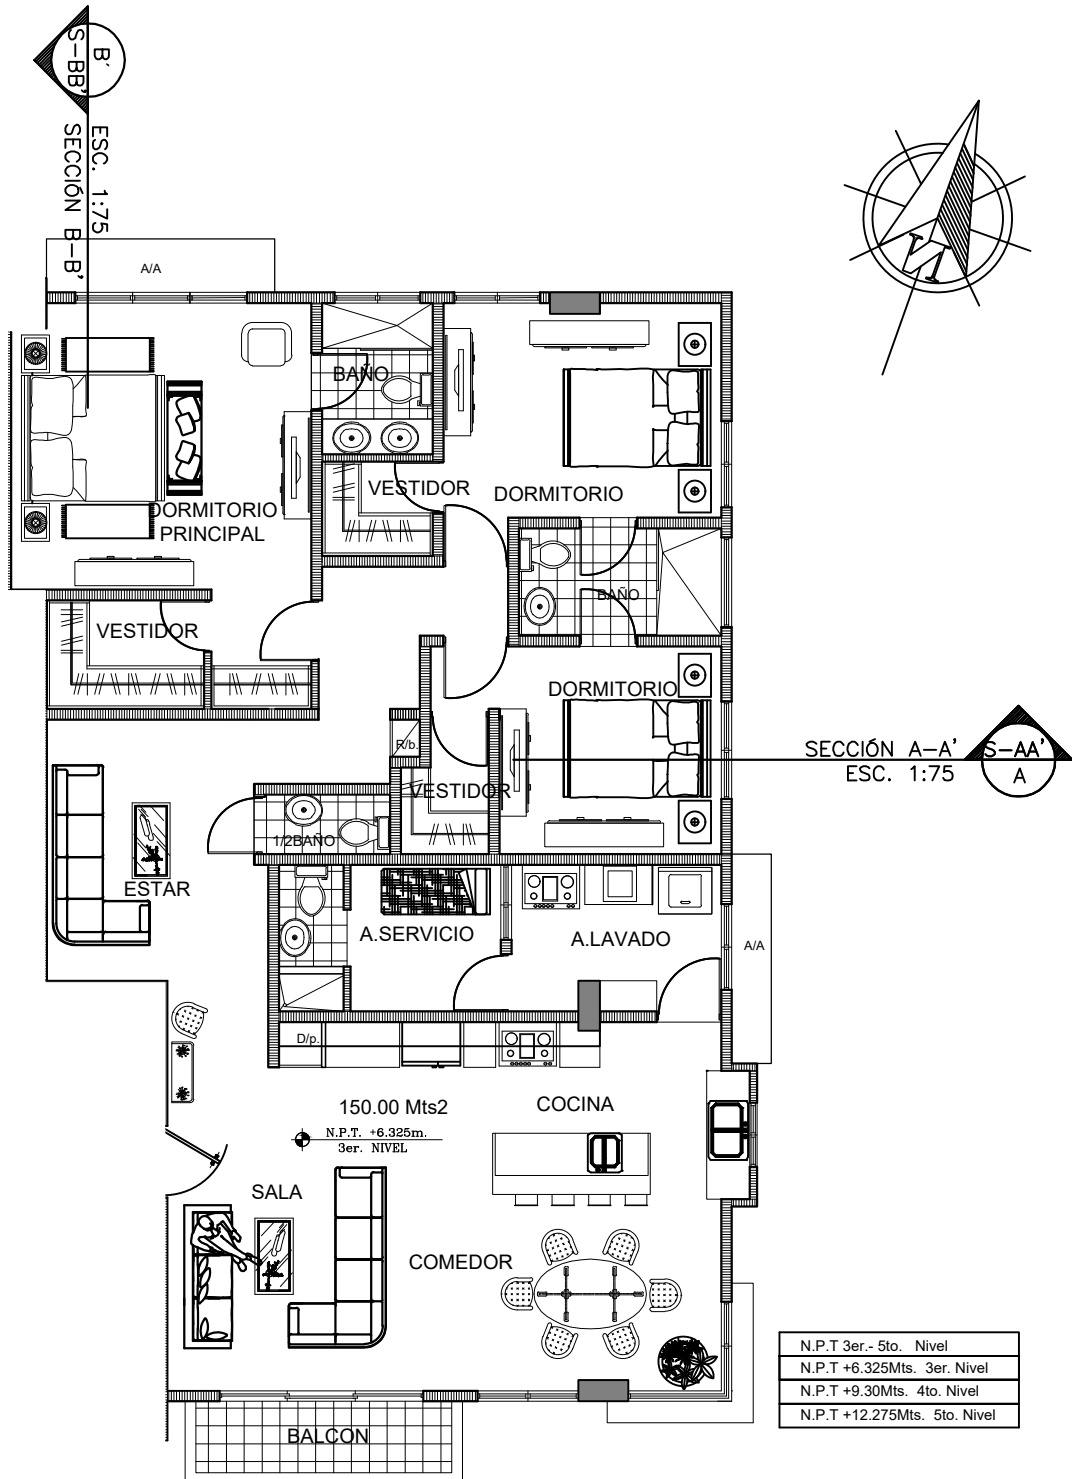 B'
S-BB'
ESC. 1:75
SECCIÓN B-B'
N
A/A
BAÑO
VESTIDOR
DORMITORIO
DORMITORIO
PRINCIPAL
BAÑO
VESTIDOR
DORMITORIO
R/b.
SECCIÓN A-A'
ESC. 1:75
S-AA'
A
VESTIDOR
1/2BAÑO
ESTAR
A.SERVICIO
A.LAVADO
A/A
D/p.
150.00 Mts2
COCINA
N.P.T. +6.325m.
3er. NIVEL
SALA
COMEDOR
BALCON
N.P.T 3er.- 5to. Nivel
N.P.T +6.325Mts. 3er. Nivel
N.P.T +9.30Mts. 4to. Nivel
N.P.T +12.275Mts. 5to. Nivel